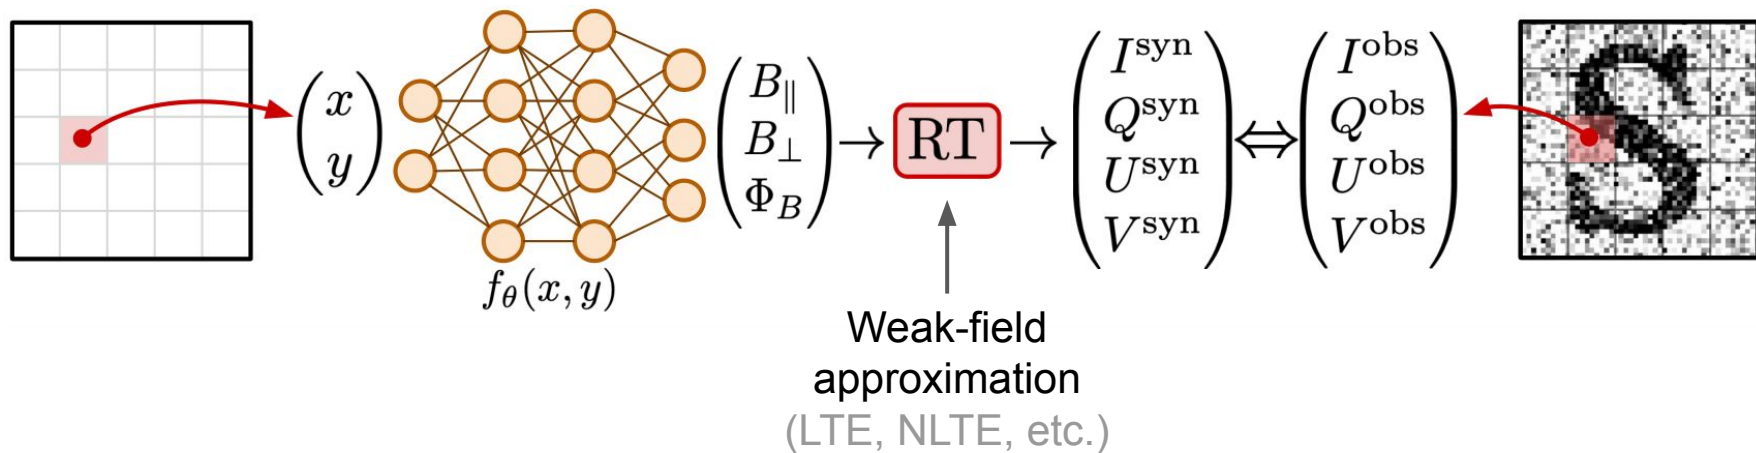 x
y
f_θ(x, y)
B_∥
B_⊥
Φ_B
→
RT
→
I^syn
Q^syn
U^syn
V^syn
⇔
I^obs
Q^obs
U^obs
V^obs
S
Weak-field
approximation
(LTE, NLTE, etc.)